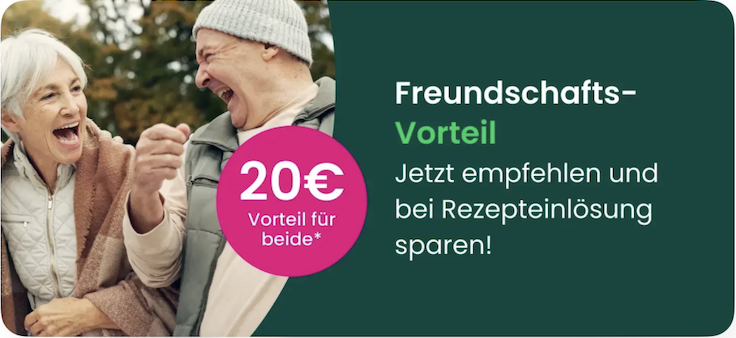 20€
Vorteil für
beide*
Freundschafts-
Vorteil
Jetzt empfehlen und
bei Rezepteinlösung
sparen!